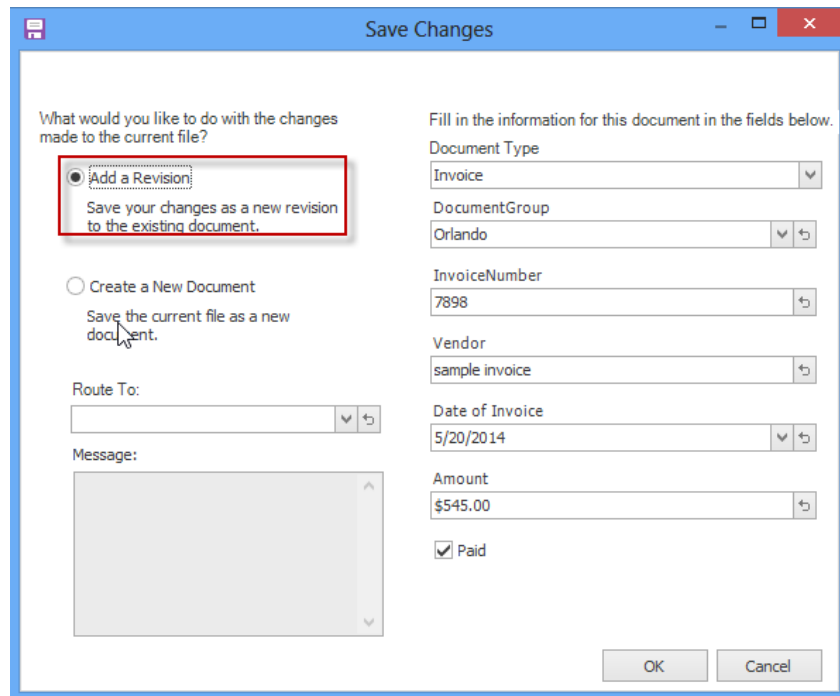 Save Changes
What would you like to do with the changes
made to the current file?
Add a Revision
Save your changes as a new revision
to the existing document.
Create a New Document
Save the current file as a new
document.
Route To:
Message:
Fill in the information for this document in the fields below.
Document Type
Invoice
DocumentGroup
Orlando
InvoiceNumber
7898
Vendor
sample invoice
Date of Invoice
5/20/2014
Amount
$545.00
Paid
OK
Cancel